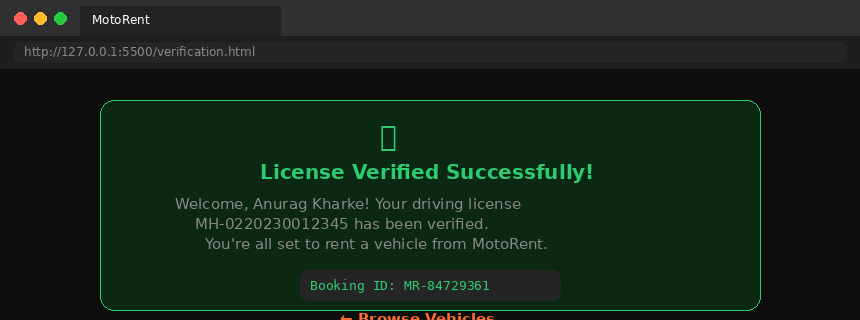 MotoRent
http://127.0.0.1:5500/verification.html
License Verified Successfully!
Welcome, Anurag Kharke! Your driving license
MH-0220230012345 has been verified.
You're all set to rent a vehicle from MotoRent.
Booking ID: MR-84729361
← Browse Vehicles